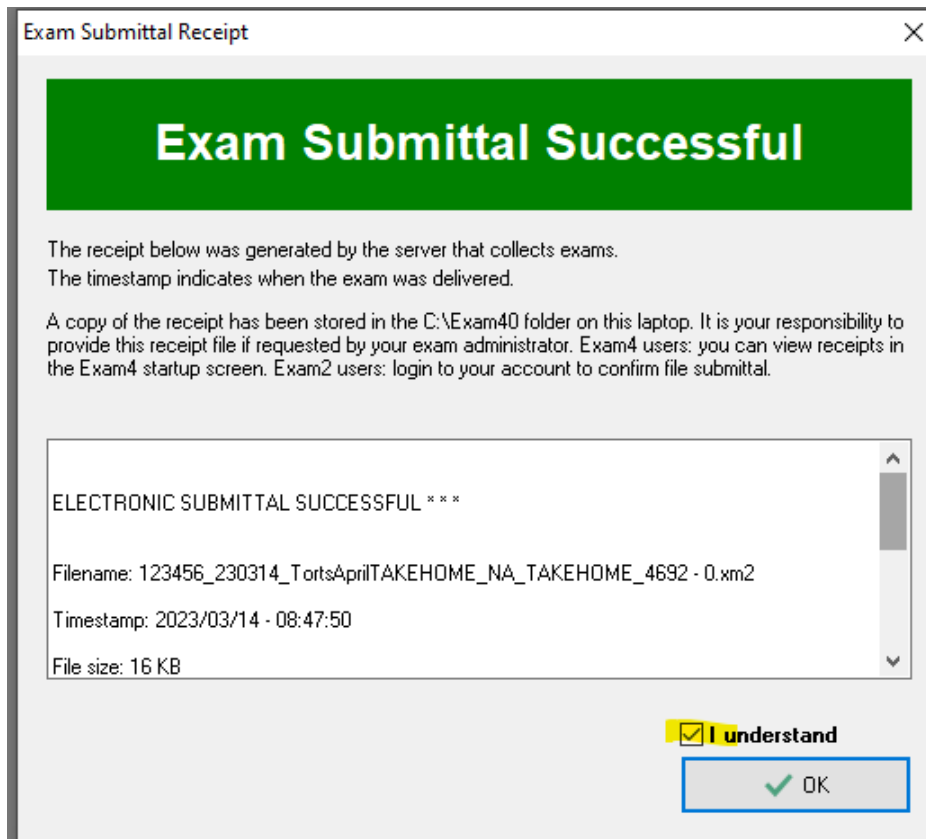 Exam Submittal Receipt
Exam Submittal Successful
The receipt below was generated by the server that collects exams.
The timestamp indicates when the exam was delivered.
A copy of the receipt has been stored in the C:\Exam40 folder on this laptop. It is your responsibility to
provide this receipt file if requested by your exam administrator. Exam4 users: you can view receipts in
the Exam4 startup screen. Exam2 users: login to your account to confirm file submittal.
ELECTRONIC SUBMITTAL SUCCESSFUL * * *
Filename: 123456_230314_TortsAprilTAKEHOME_NA_TAKEHOME_4692 - 0.xm2
Timestamp: 2023/03/14 - 08:47:50
File size: 16 KB
I understand
OK